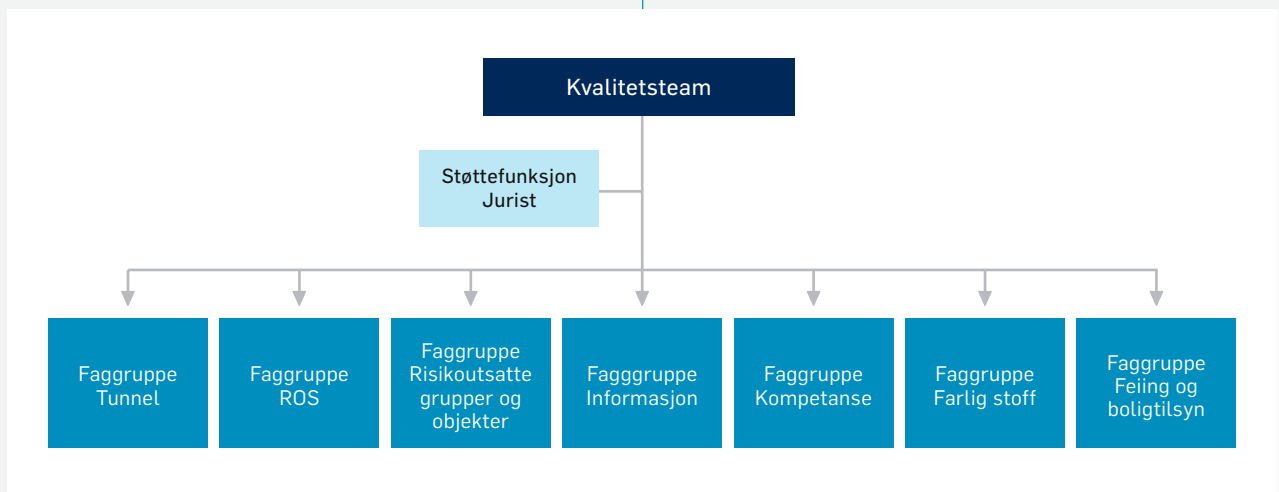 Kvalitetsteam
Støttefunksjon
Jurist
Faggruppe
Tunnel
Faggruppe
ROS
Faggruppe
Risikoutsatte
grupper og
objekter
Fagggruppe
Informasjon
Faggruppe
Kompetanse
Faggruppe
Farlig stoff
Faggruppe
Feiing og
boligtilsyn